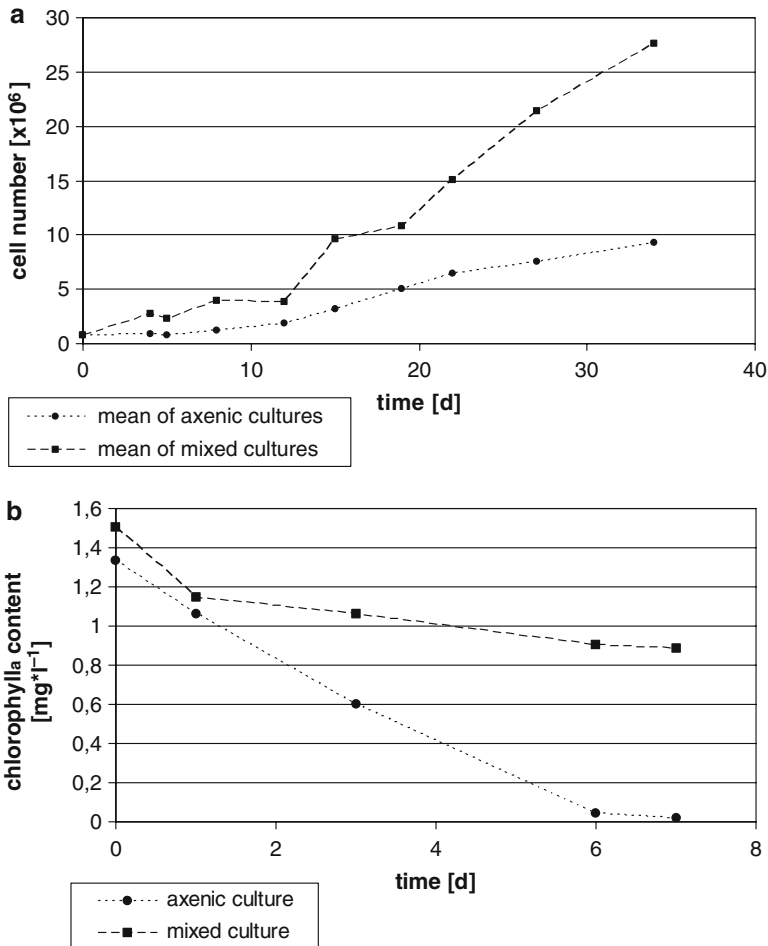 a
cell number [x10⁶]
30
25
20
15
10
5
0
0 10 20 30 40
time [d]
mean of axenic cultures
mean of mixed cultures
b
chlorophylla content
[mg*l⁻¹]
1,6
1,4
1,2
1
0,8
0,6
0,4
0,2
0
0 2 4 6 8
time [d]
axenic culture
mixed culture